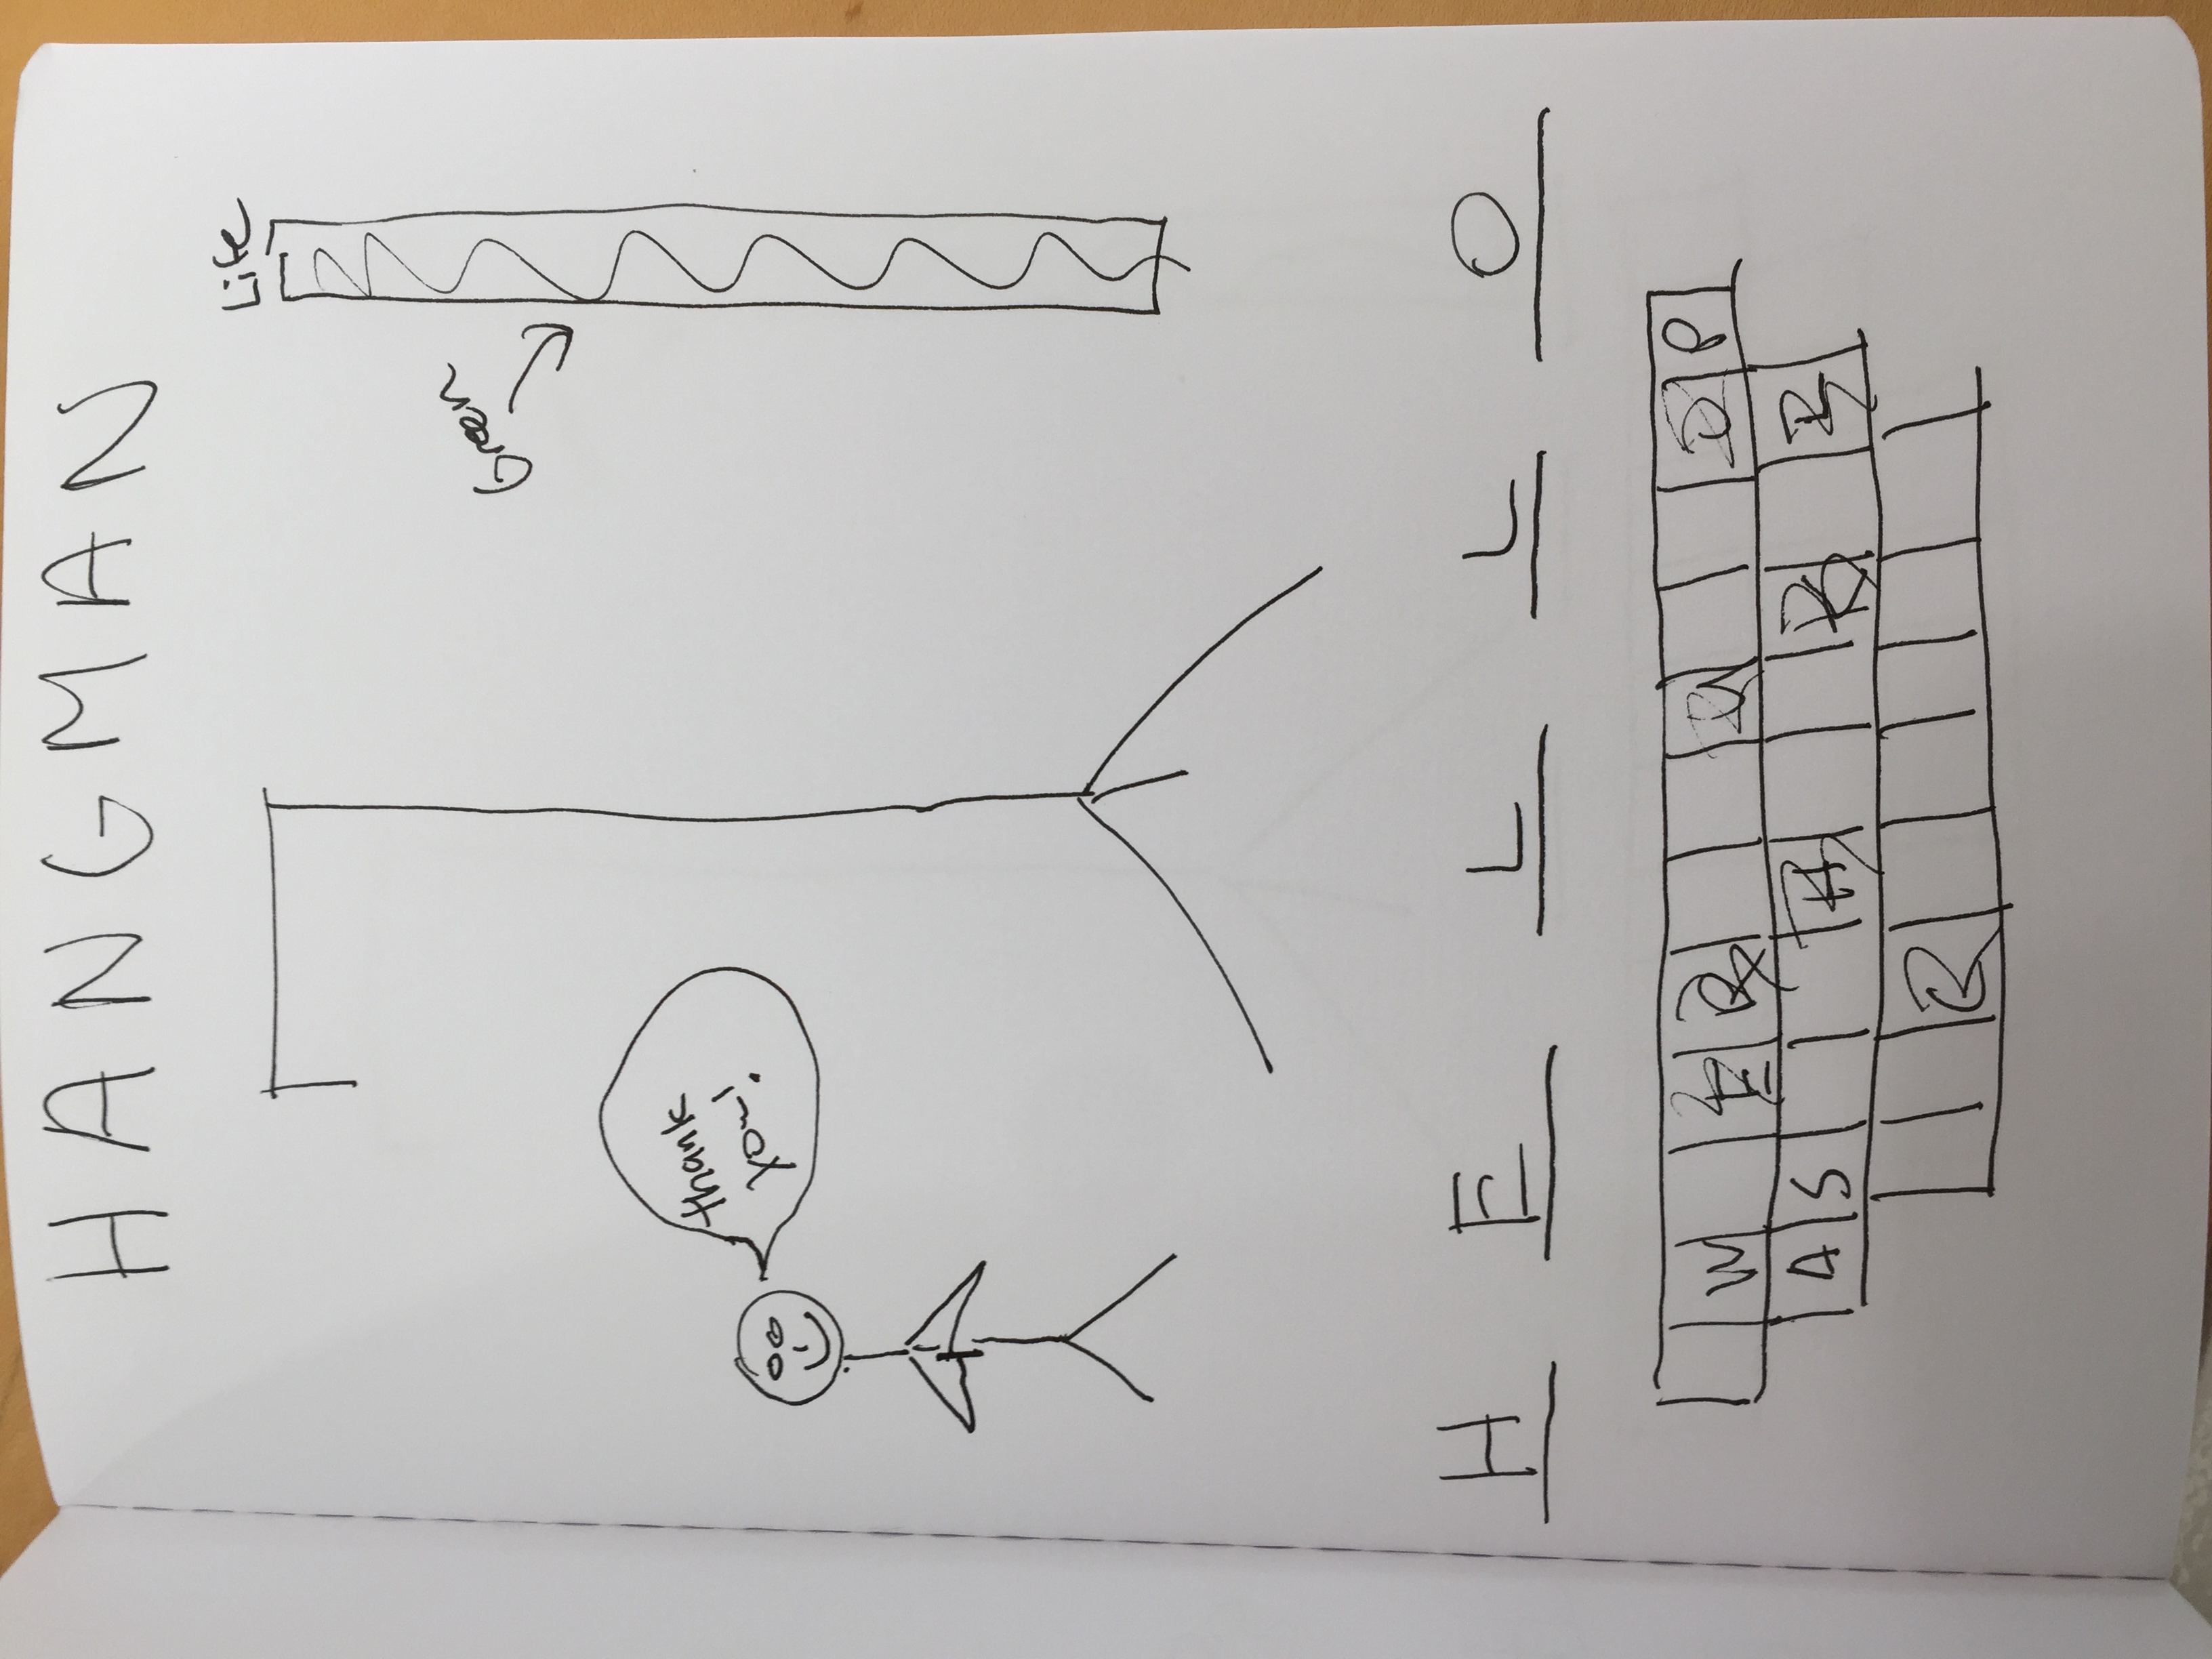 HANGMAN
Life
Green
thank
you!
H E L L O
W E R U O P
A S H K L
C